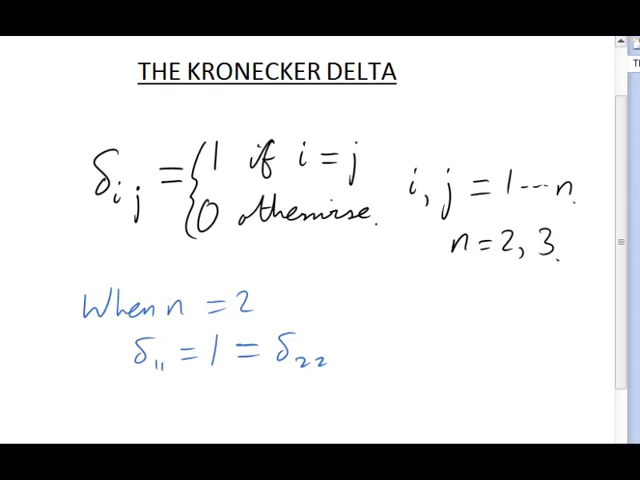 THE KRONECKER DELTA
δij = { 1 if i = j
0 otherwise.
i, j = 1 --- n.
n = 2, 3.
When n = 2
δ11 = 1 = δ22